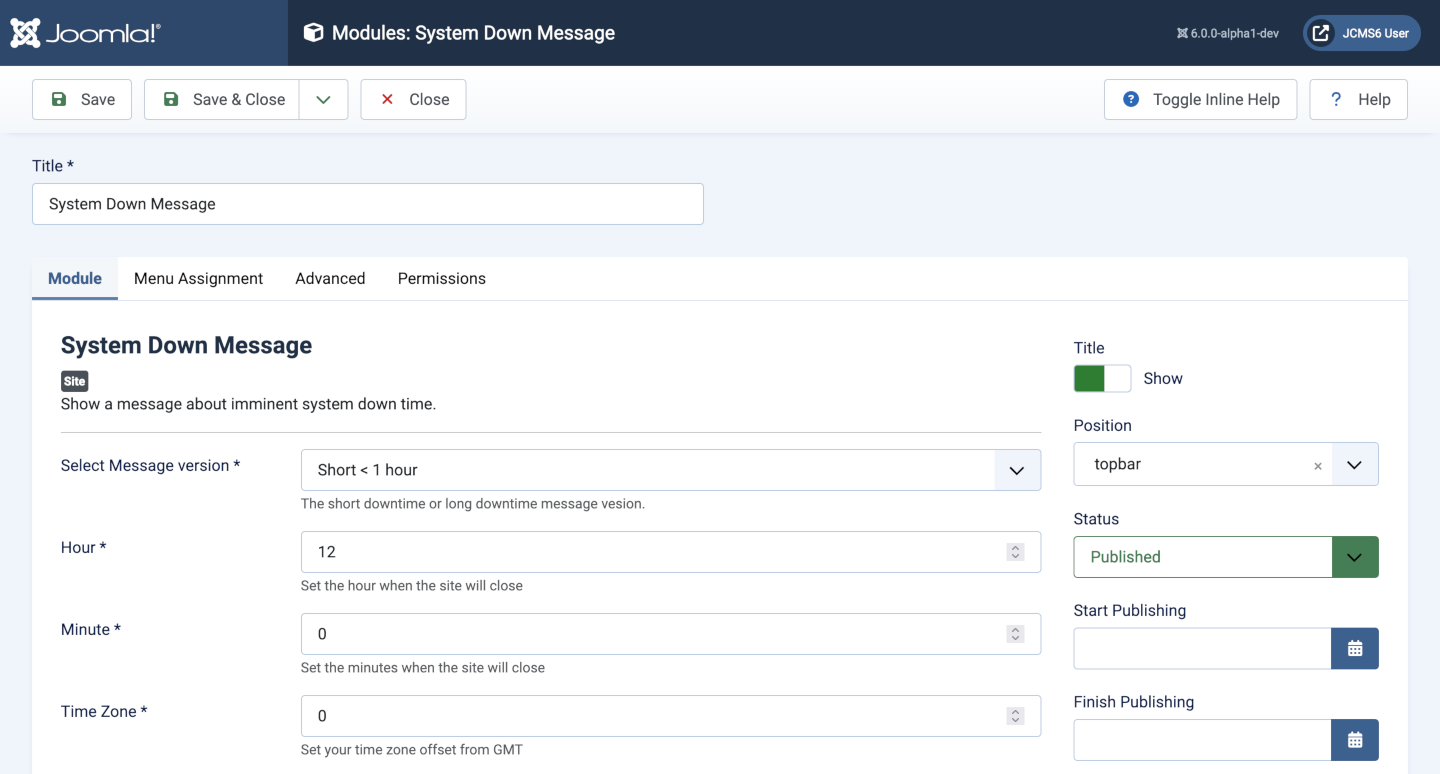 Joomla!®
Modules: System Down Message
6.0.0-alpha1-dev
JCMS6 User
Save
Save & Close
Close
Toggle Inline Help
? Help
Title *
System Down Message
Module
Menu Assignment
Advanced
Permissions
System Down Message
Site
Show a message about imminent system down time.
Select Message version *
Short < 1 hour
The short downtime or long downtime message vesion.
Hour *
12
Set the hour when the site will close
Minute *
0
Set the minutes when the site will close
Time Zone *
0
Set your time zone offset from GMT
Title
Show
Position
topbar
Status
Published
Start Publishing
Finish Publishing